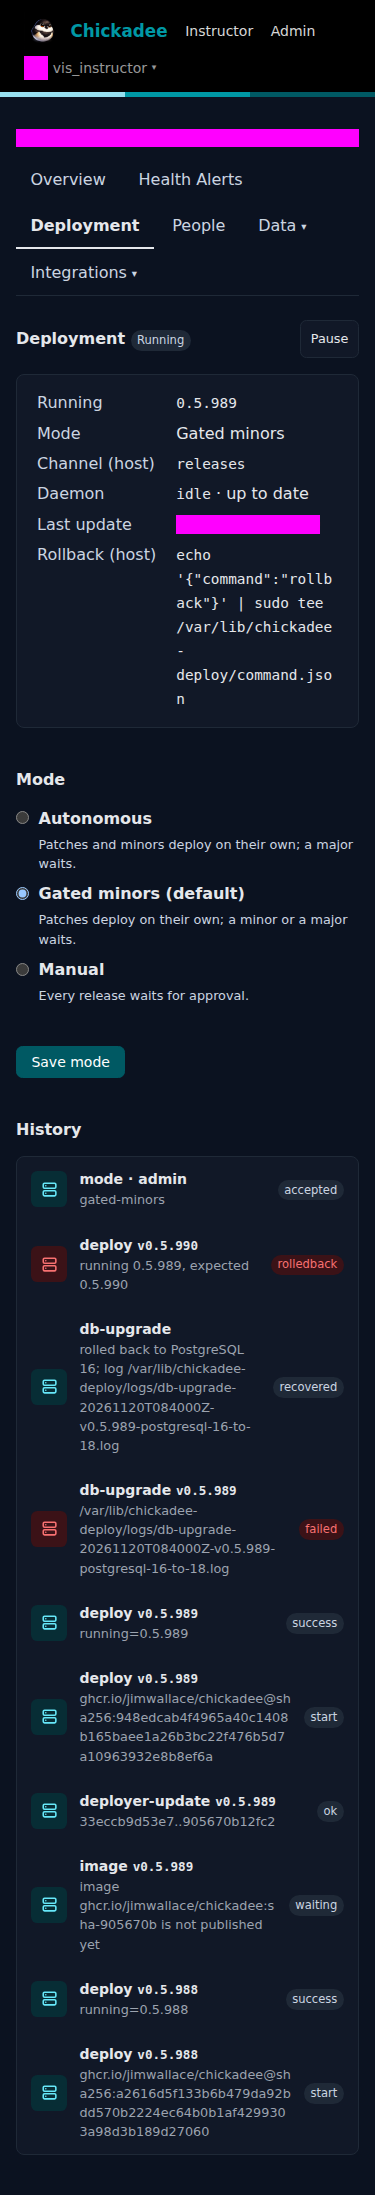 Chickadee Instructor Admin
vis_instructor ▾
Overview Health Alerts
Deployment People Data ▾
Integrations ▾
Deployment Running Pause
Running 0.5.989
Mode Gated minors
Channel (host) releases
Daemon idle · up to date
Last update
Rollback (host) echo
'{"command":"rollb
ack"}' | sudo tee
/var/lib/chickadee
-
deploy/command.jso
n
Mode
Autonomous
Patches and minors deploy on their own; a major
waits.
Gated minors (default)
Patches deploy on their own; a minor or a major
waits.
Manual
Every release waits for approval.
Save mode
History
mode · admin
gated-minors
accepted
deploy v0.5.990
running 0.5.989, expected
0.5.990
rolledback
db-upgrade
rolled back to PostgreSQL
16; log /var/lib/chickadee-
deploy/logs/db-upgrade-
20261120T084000Z-
v0.5.989-postgresql-16-to-
18.log
recovered
db-upgrade v0.5.989
/var/lib/chickadee-
deploy/logs/db-upgrade-
20261120T084000Z-v0.5.989-
postgresql-16-to-18.log
failed
deploy v0.5.989
running=0.5.989
success
deploy v0.5.989
ghcr.io/jimwallace/chickadee@sh
a256:948edcab4f4965a40c1408
b165baee1a26b3bc22f476b5d7
a10963932e8b8ef6a
start
deployer-update v0.5.989
33eccb9d53e7..905670b12fc2
ok
image v0.5.989
image
ghcr.io/jimwallace/chickadee:s
ha-905670b is not published
yet
waiting
deploy v0.5.988
running=0.5.988
success
deploy v0.5.988
ghcr.io/jimwallace/chickadee@sh
a256:a2616d5f133b6b479da92b
dd570b2224ec64b0b1af429930
3a98d3b189d27060
start